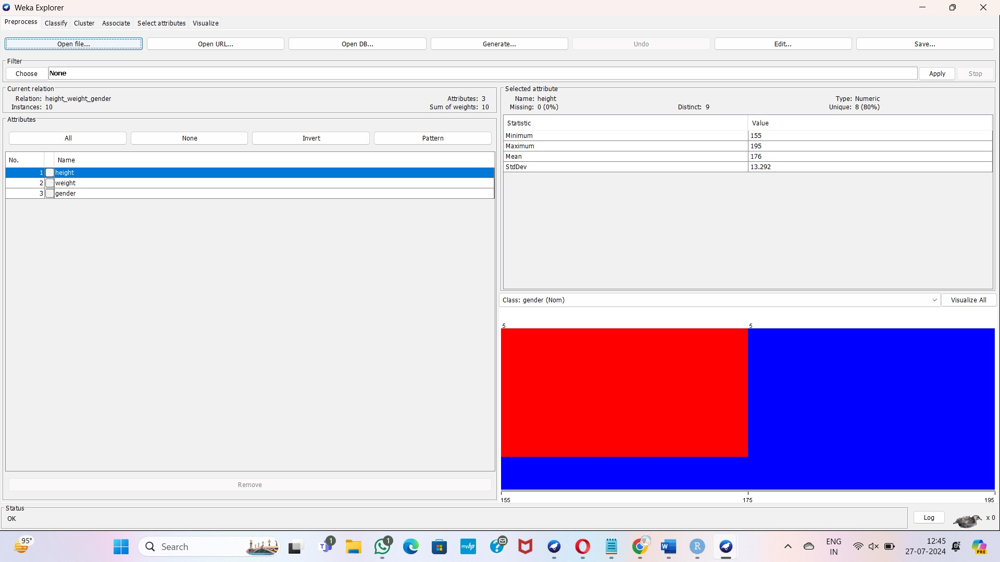 Weka Explorer
Preprocess Classify Cluster Associate Select attributes Visualize
Open file... Open URL... Open DB... Generate... Undo Edit... Save...
Filter
Choose None Apply Stop
Current relation
Relation: height_weight_gender Attributes: 3
Instances: 10 Sum of weights: 10
Attributes
All None Invert Pattern
No. Name
1 height
2 weight
3 gender
Remove
Selected attribute
Name: height Type: Numeric
Missing: 0 (0%) Distinct: 9 Unique: 8 (80%)
Statistic Value
Minimum 155
Maximum 195
Mean 176
StdDev 13.292
Class: gender (Nom) Visualize All
5 5
155 175 195
Status
OK
Log x 0
95°
Search
1
1
myhp
ENG
IN
12:45
27-07-2024
PRE